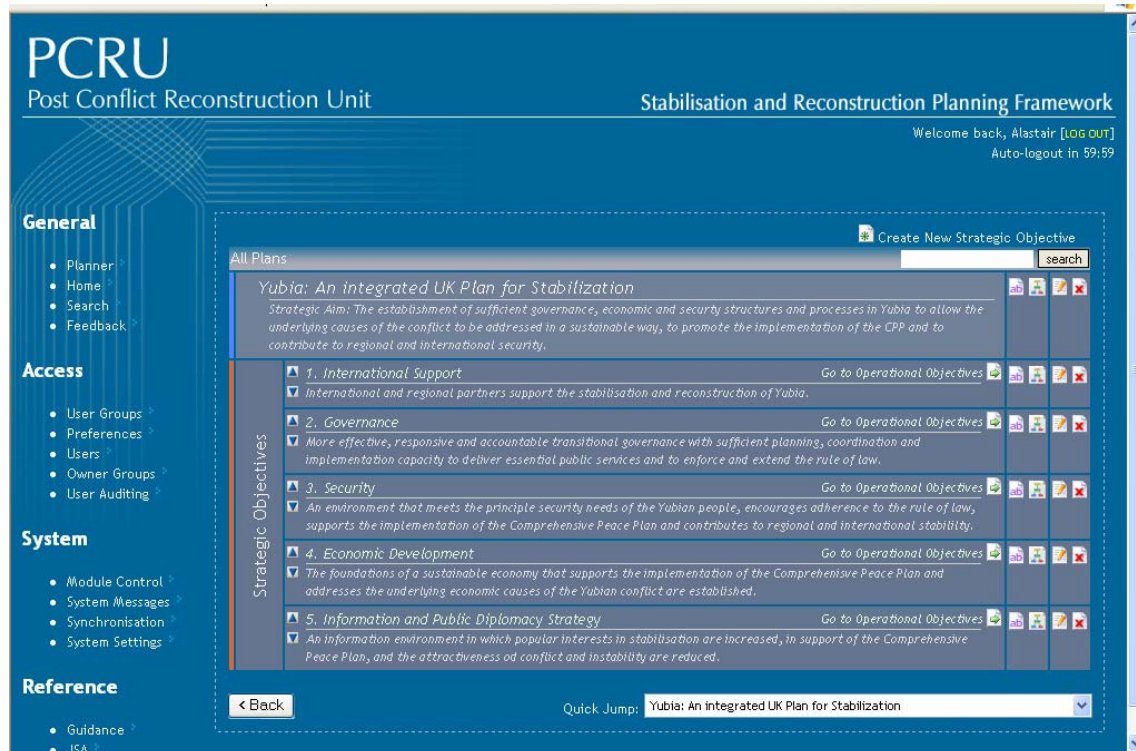 PCRU
Post Conflict Reconstruction Unit
Stabilisation and Reconstruction Planning Framework
Welcome back, Alastair [LOG OUT]
Auto-logout in 59:59
General
Planner
Home
Search
Feedback
Access
User Groups
Preferences
Users
Owner Groups
User Auditing
System
Module Control
System Messages
Synchronisation
System Settings
Reference
Guidance
JSA
Create New Strategic Objective
All Plans
search
Yubia: An integrated UK Plan for Stabilization
Strategic Aim: The establishment of sufficient governance, economic and securty structures and processes in Yubia to allow the
underlying causes of the conflict to be addressed in a sustainable way, to promote the implementation of the CPP and to
contribute to regional and international security.
Strategic Objectives
1. International Support Go to Operational Objectives
International and regional partners support the stabilisation and reconstruction of Yubia.
2. Governance Go to Operational Objectives
More effective, responsive and accountable transitional governance with sufficient planning, coordination and
implementation capacity to deliver essential public services and to enforce and extend the rule of law.
3. Security Go to Operational Objectives
An environment that meets the principle security needs of the Yubian people, encourages adherence to the rule of law,
supports the implementation of the Comprehensive Peace Plan and contributes to regional and international stabililty.
4. Economic Development Go to Operational Objectives
The foundations of a sustainable economy that supports the implementation of the Comprehenisve Peace Plan and
addresses the underlying economic causes of the Yubian conflict are established.
5. Information and Public Diplomacy Strategy Go to Operational Objectives
An information environment in which popular interests in stabilisation are increased, in support of the Comprehensive
Peace Plan, and the attractiveness od conflict and instability are reduced.
< Back
Quick Jump: Yubia: An integrated UK Plan for Stabilization